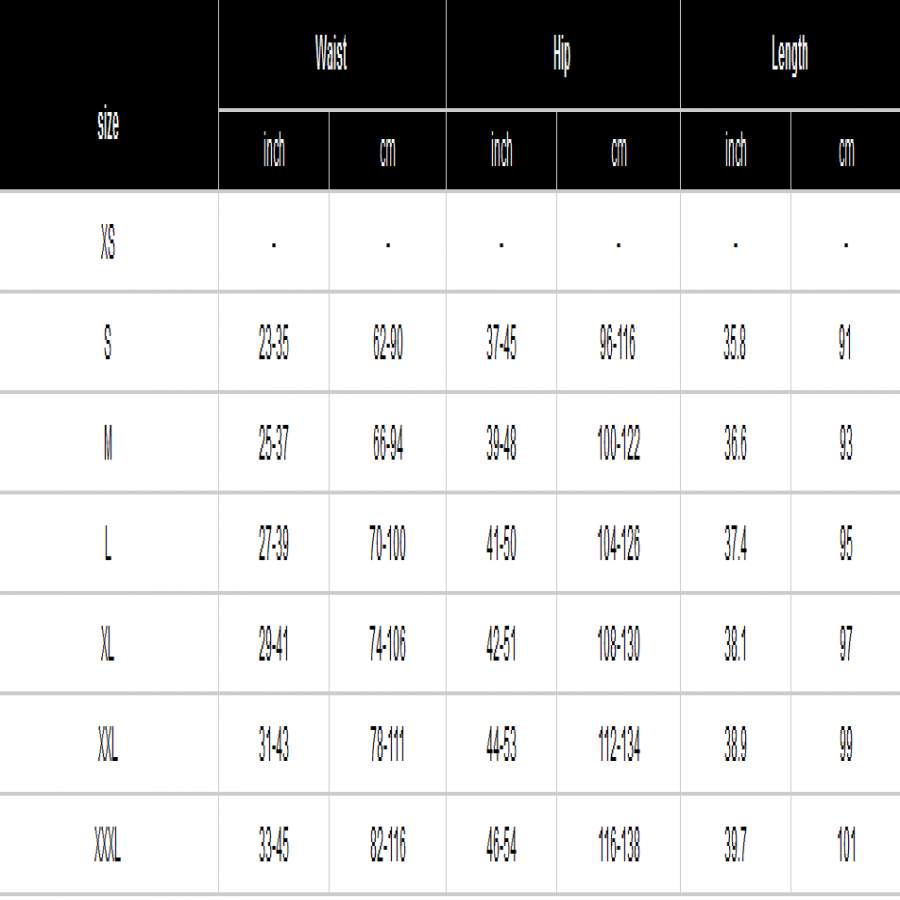 Waist Hip Length
size
inch cm inch cm inch cm
XS - - - - - -
S 23-35 62-90 37-45 96-116 35.8 91
M 25-37 66-94 39-48 100-122 36.6 93
L 27-39 70-100 41-50 104-126 37.4 95
XL 29-41 74-106 42-51 108-130 38.1 97
XXL 31-43 78-111 44-53 112-134 38.9 99
XXXL 33-45 82-116 46-54 116-138 39.7 101